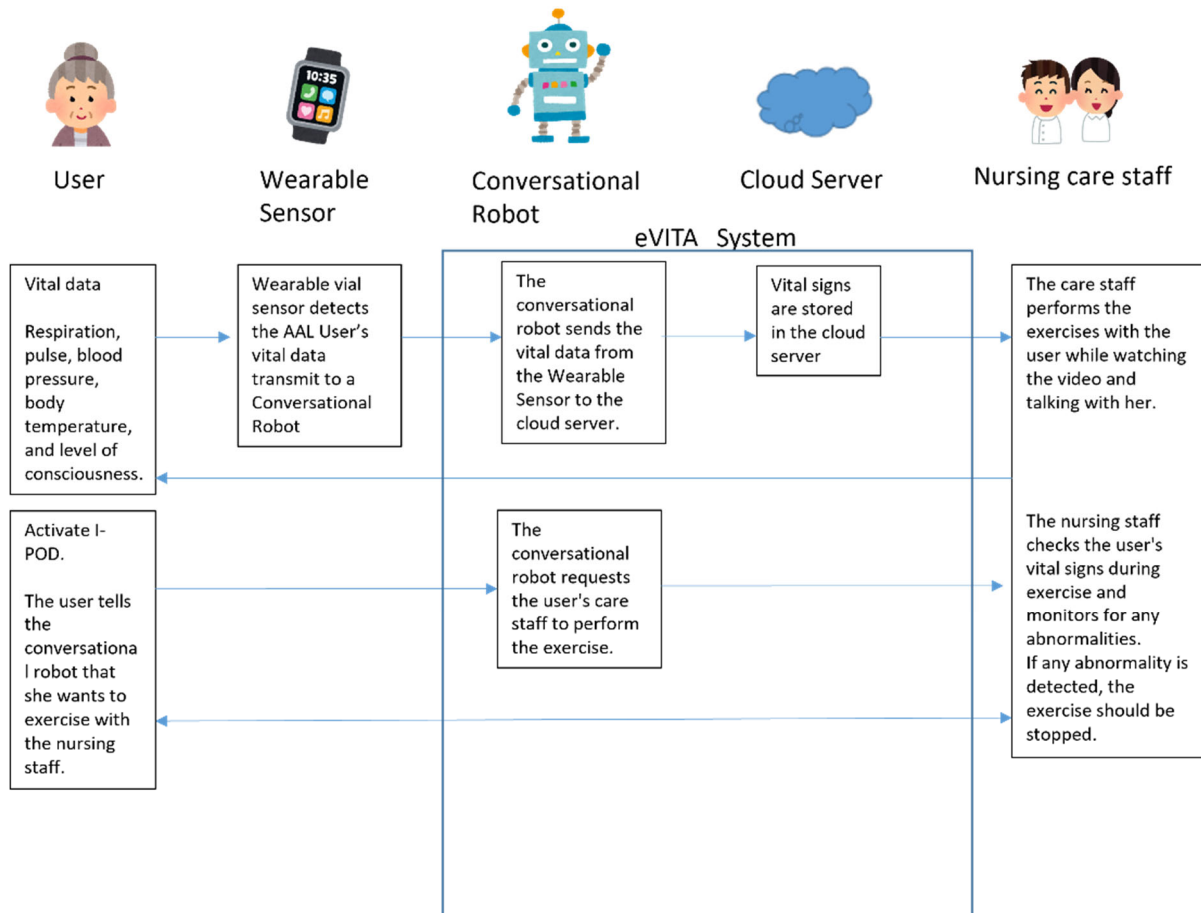 10:35
User
Wearable
Sensor
Conversational
Robot
Cloud Server
Nursing care staff
eVITA System
Vital data
Respiration,
pulse, blood
pressure,
body
temperature,
and level of
consciousness.
Wearable vial
sensor detects
the AAL User’s
vital data
transmit to a
Conversational
Robot
The
conversational
robot sends the
vital data from
the Wearable
Sensor to the
cloud server.
Vital signs
are stored
in the cloud
server
The care staff
performs the
exercises with the
user while watching
the video and
talking with her.
Activate I-
POD.
The user tells
the
conversationa
l robot that
she wants to
exercise with
the nursing
staff.
The
conversational
robot requests
the user's care
staff to perform
the exercise.
The nursing staff
checks the user's
vital signs during
exercise and
monitors for any
abnormalities.
If any abnormality is
detected, the
exercise should be
stopped.